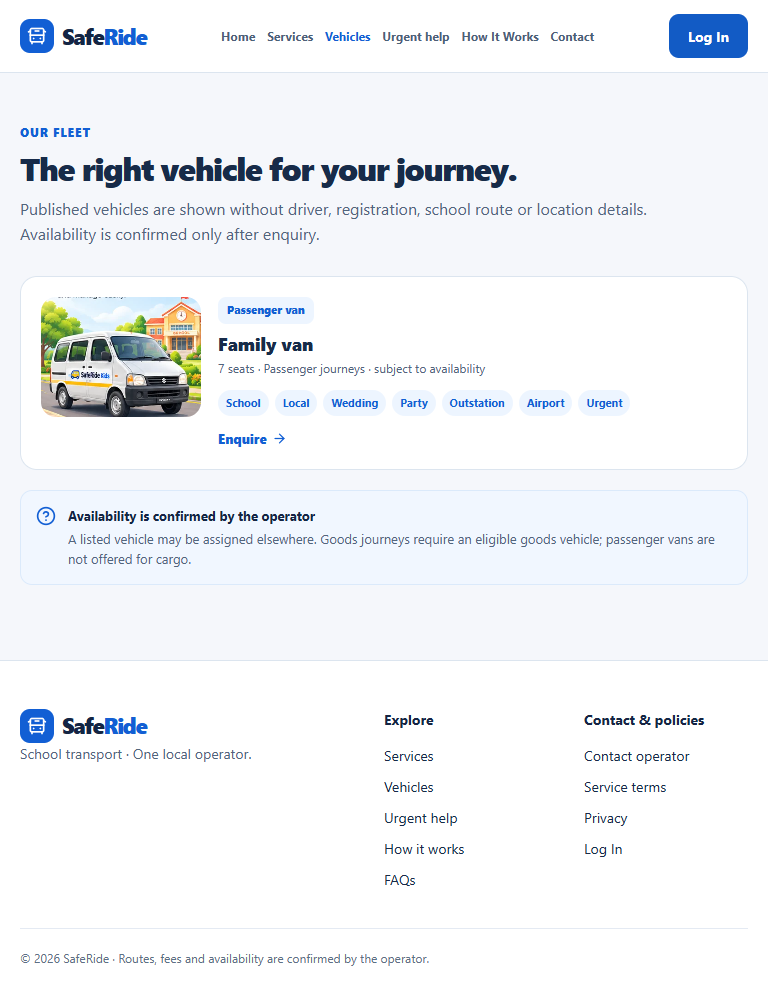 SafeRide
Home Services Vehicles Urgent help How It Works Contact
Log In
OUR FLEET
The right vehicle for your journey.
Published vehicles are shown without driver, registration, school route or location details.
Availability is confirmed only after enquiry.
SCHOOL
SafeRide Kids
Passenger van
Family van
7 seats · Passenger journeys · subject to availability
School Local Wedding Party Outstation Airport Urgent
Enquire →
Availability is confirmed by the operator
A listed vehicle may be assigned elsewhere. Goods journeys require an eligible goods vehicle; passenger vans are
not offered for cargo.
SafeRide
School transport · One local operator.
Explore
Services
Vehicles
Urgent help
How it works
FAQs
Contact & policies
Contact operator
Service terms
Privacy
Log In
© 2026 SafeRide · Routes, fees and availability are confirmed by the operator.